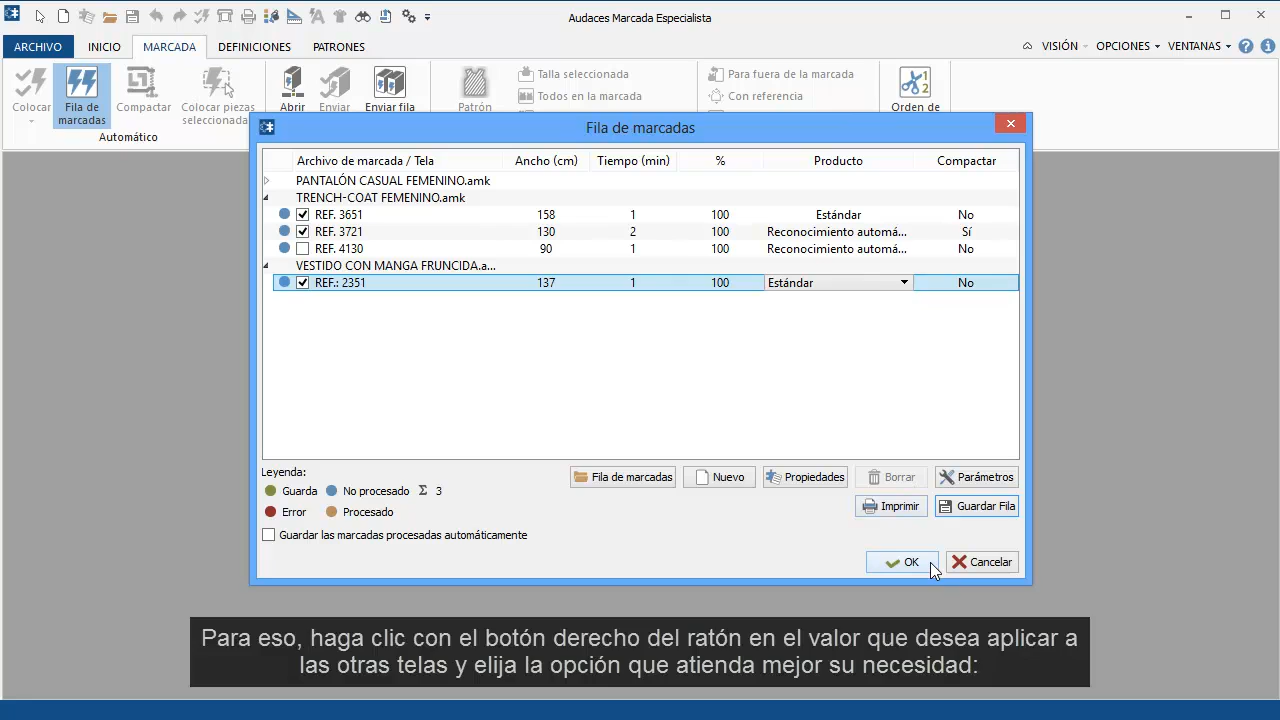 Audaces Marcada Especialista
ARCHIVO INICIO MARCADA DEFINICIONES PATRONES VISIÓN OPCIONES VENTANAS
Colocar Fila de marcadas Compactar Colocar piezas seleccionada Abrir Enviar Enviar fila Patrón Talla seleccionada Para fuera de la marcada Orden de
Todos en la marcada Con referencia
Automático
Fila de marcadas
Archivo de marcada / Tela Ancho (cm) Tiempo (min) % Producto Compactar
PANTALÓN CASUAL FEMENINO.amk
TRENCH-COAT FEMENINO.amk
REF. 3651 158 1 100 Estándar No
REF. 3721 130 2 100 Reconocimiento automá... Sí
REF. 4130 90 1 100 Reconocimiento automá... No
VESTIDO CON MANGA FRUNCIDA.a...
REF.: 2351 137 1 100 Estándar No
Leyenda:
Fila de marcadas Nuevo Propiedades Borrar Parámetros
Guarda No procesado Σ 3
Imprimir Guardar Fila
Error Procesado
Guardar las marcadas procesadas automáticamente
OK Cancelar
Para eso, haga clic con el botón derecho del ratón en el valor que desea aplicar a
las otras telas y elija la opción que atienda mejor su necesidad: